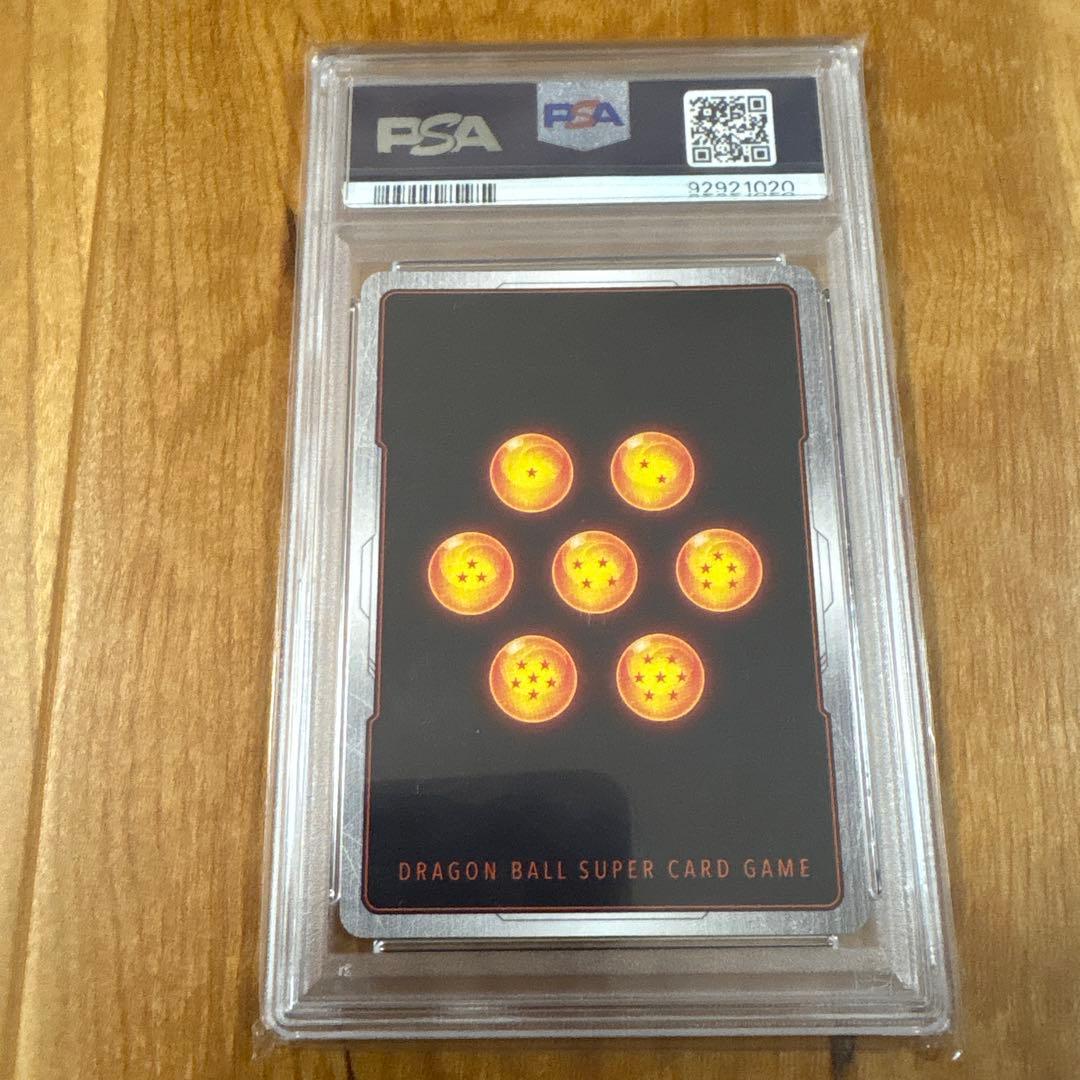 PSA
PSA
92921020
DRAGON BALL SUPER CARD GAME